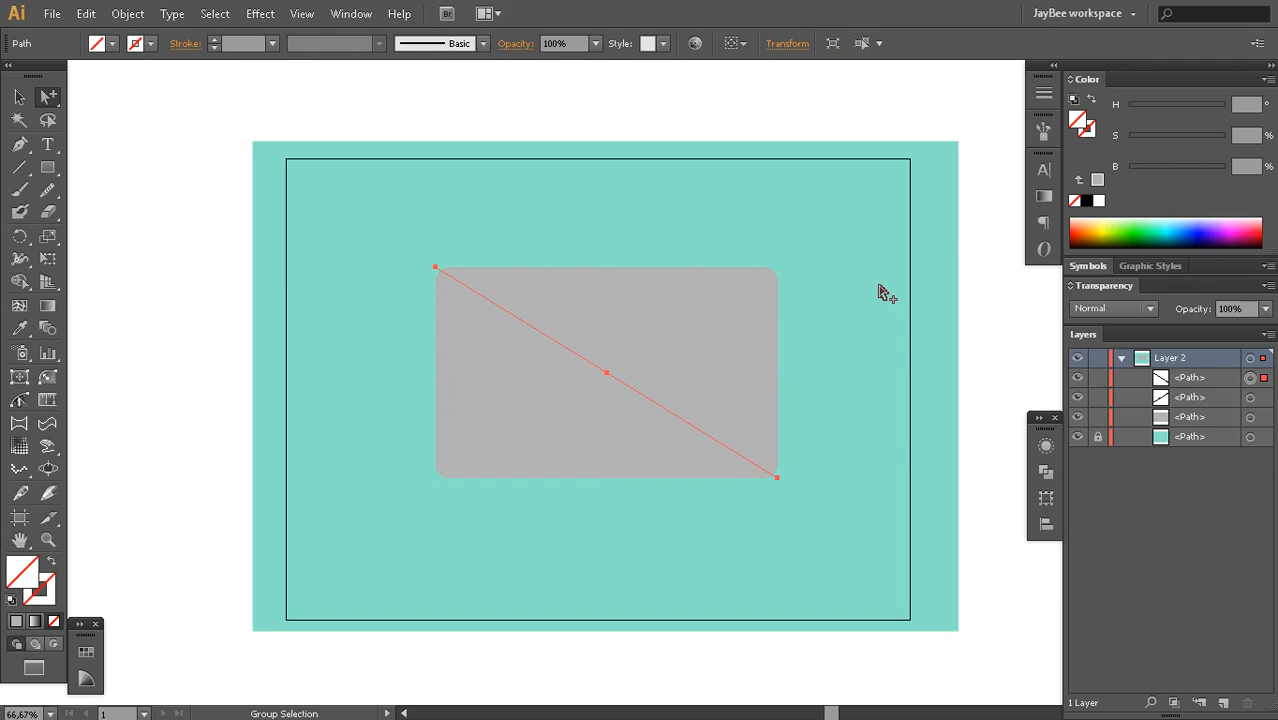 Ai File Edit Object Type Select Effect View Window Help Br JayBee workspace
Path Stroke: Basic Opacity: 100% Style: Transform
Color
H °
S %
B %
Symbols Graphic Styles
Transparency
Normal Opacity: 100%
Layers
Layer 2
<Path>
<Path>
<Path>
<Path>
66,67% 1 Group Selection 1 Layer